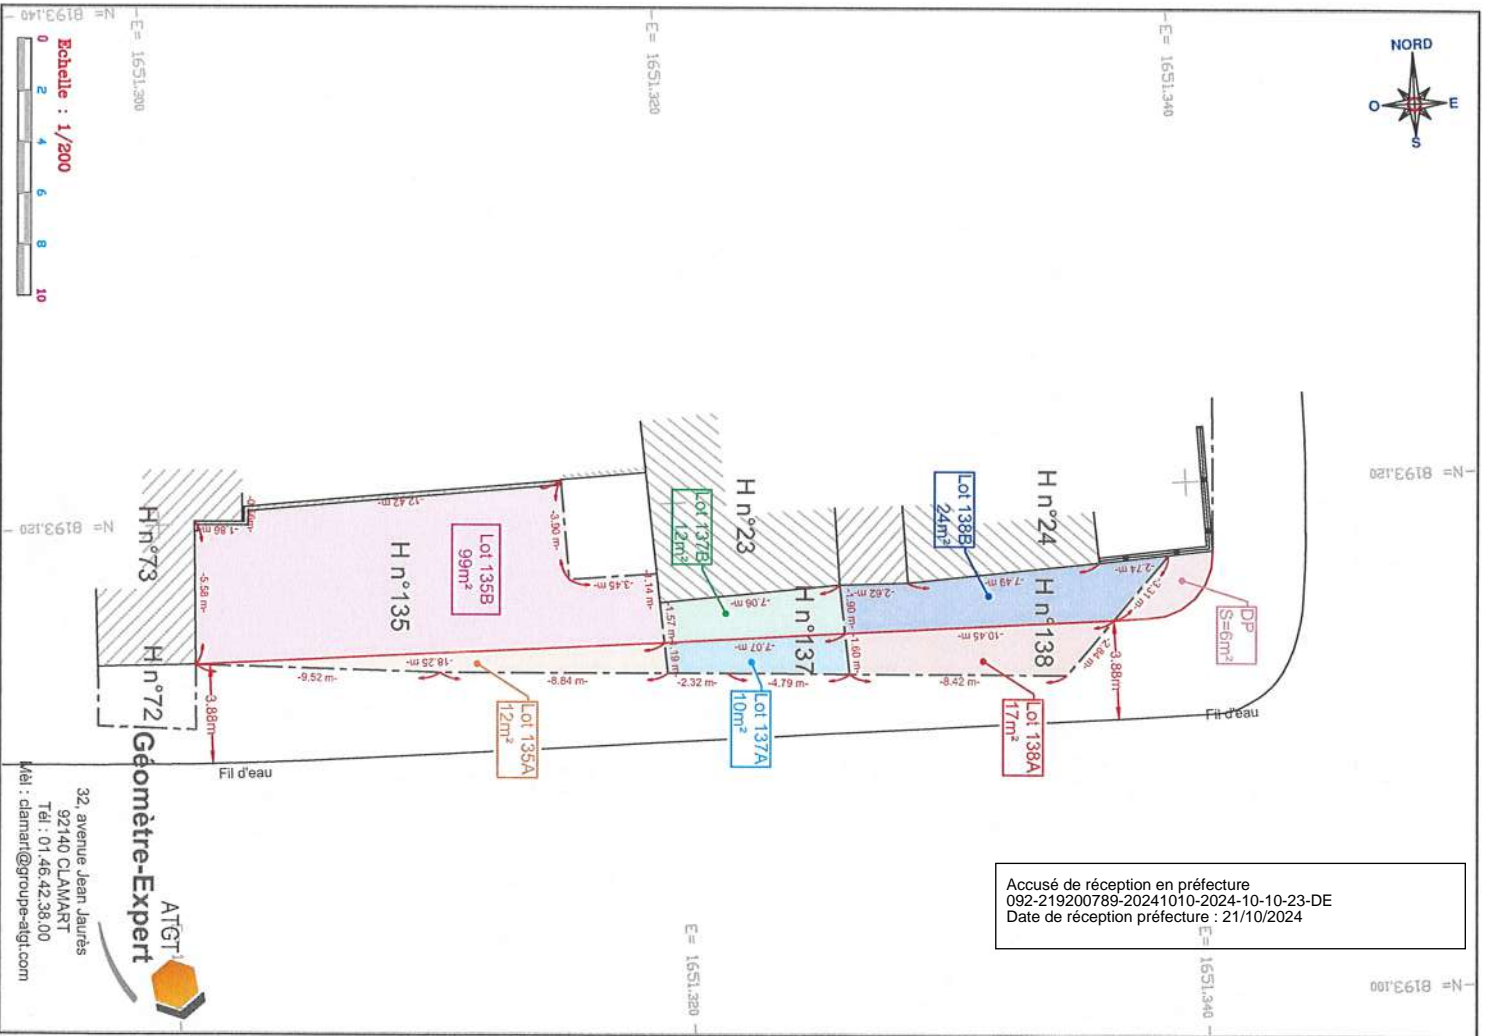 N= 8193.140
E= 1651.300
E= 1651.320
E= 1651.340
NORD
O
E
S
Echelle : 1/200
0
2
4
6
8
10
N= 8193.120
N= 8193.120
DP
S=6m²
H n°24
Lot 138B
24m²
H n°23
Lot 137B
12m²
H n°73
H n°135
Lot 135B
99m²
H n°137
H n°138
H n°72
-12.42 m-
-1.86 m-
-5.58 m-
-3.90 m-
-3.45 m-
-7.06 m-
-1.57 m-
-7.07 m-
-1.90 m-
-2.62 m-
-7.49 m-
-2.74 m-
-3.31 m-
-1.60 m-
-10.45 m-
-2.84 m-
3.88m
-18.25 m-
-9.52 m-
-8.84 m-
-2.32 m-
-4.79 m-
-8.42 m-
3.88m
Lot 135A
12m²
Lot 137A
10m²
Lot 138A
17m²
Fil d'eau
Fil d'eau
Géomètre-Expert
ATGT
32, avenue Jean Jaurès
92140 CLAMART
Tél : 01.46.42.38.00
Mèl : clamart@groupe-atgt.com
Accusé de réception en préfecture
092-219200789-20241010-2024-10-10-23-DE
Date de réception préfecture : 21/10/2024
E= 1651.320
E= 1651.340
N= 8193.100